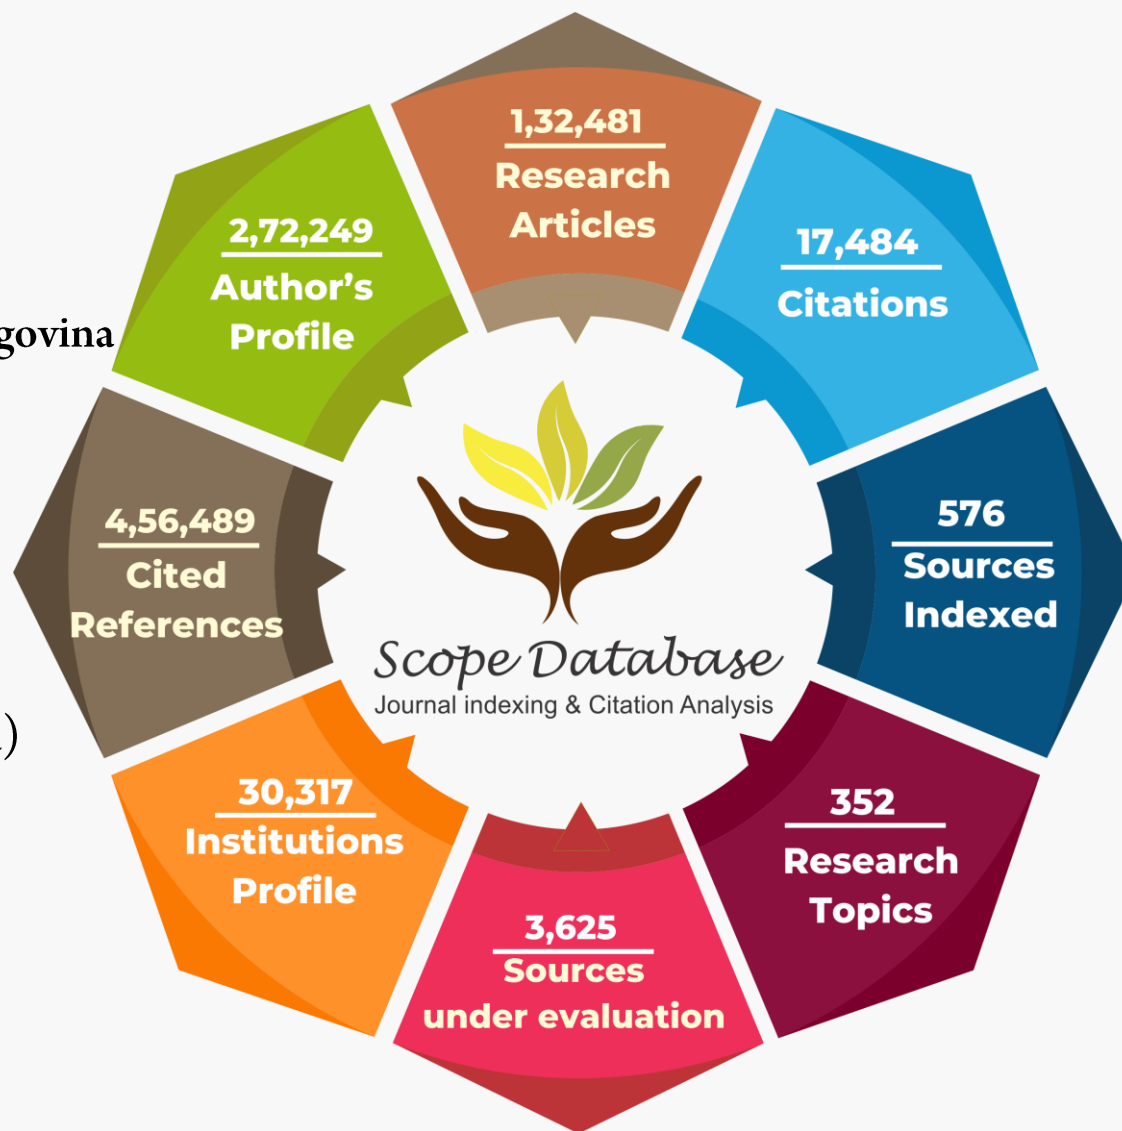 1,32,481
Research
Articles
17,484
Citations
576
Sources
Indexed
352
Research
Topics
3,625
Sources
under evaluation
30,317
Institutions
Profile
4,56,489
Cited
References
2,72,249
Author's
Profile
Scope Database
Journal indexing & Citation Analysis
govina
)